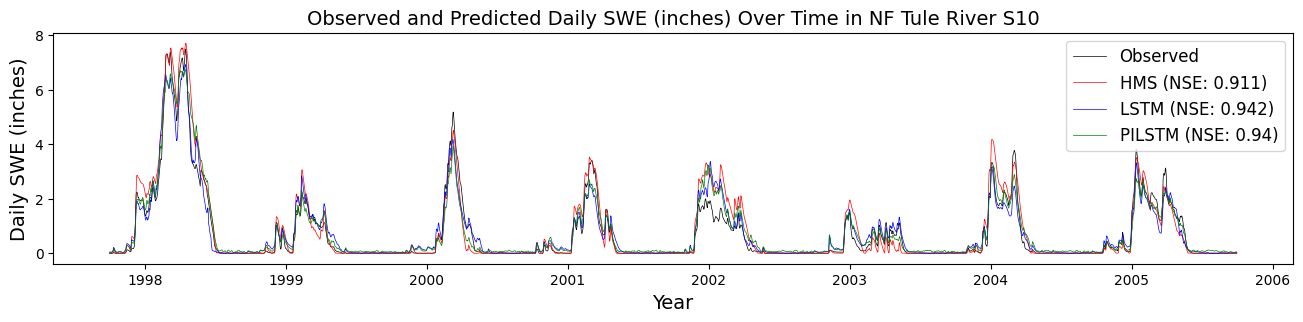 Observed and Predicted Daily SWE (inches) Over Time in NF Tule River S10
Daily SWE (inches)
8
6
4
2
0
Observed
HMS (NSE: 0.911)
LSTM (NSE: 0.942)
PILSTM (NSE: 0.94)
1998 1999 2000 2001 2002 2003 2004 2005 2006
Year